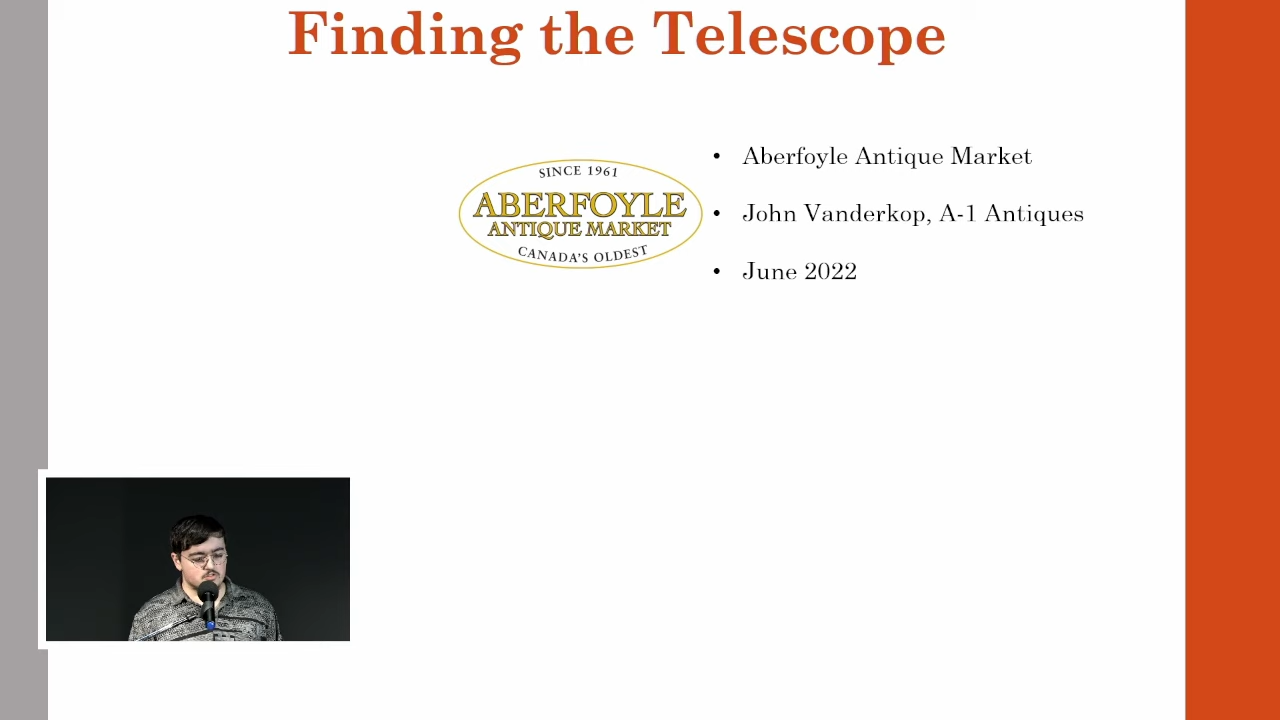 Finding the Telescope
SINCE 1961
ABERFOYLE
ANTIQUE MARKET
CANADA'S OLDEST
• Aberfoyle Antique Market
• John Vanderkop, A-1 Antiques
• June 2022